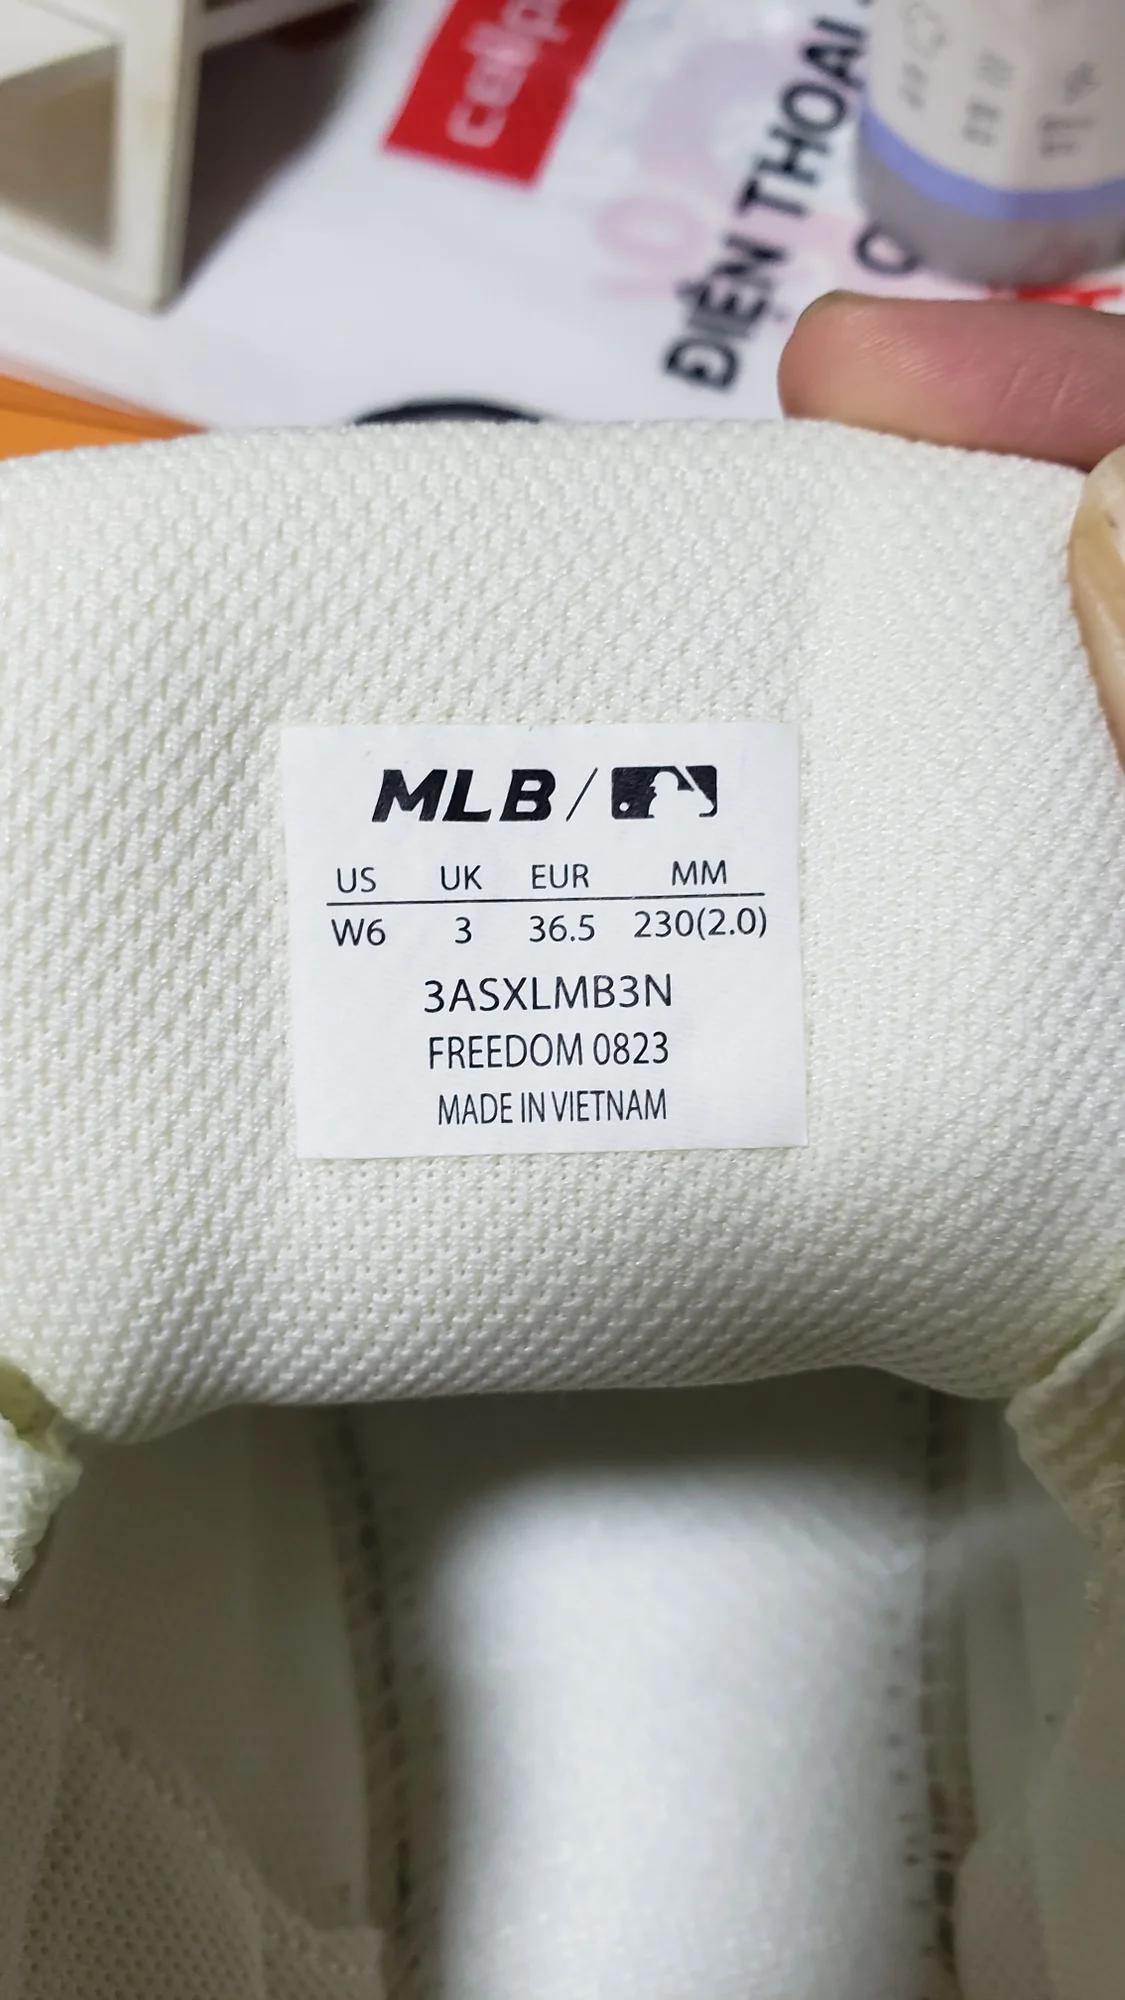 ĐIỆN THOẠI
MLB /
US UK EUR MM
W6 3 36.5 230(2.0)
3ASXLMB3N
FREEDOM 0823
MADE IN VIETNAM